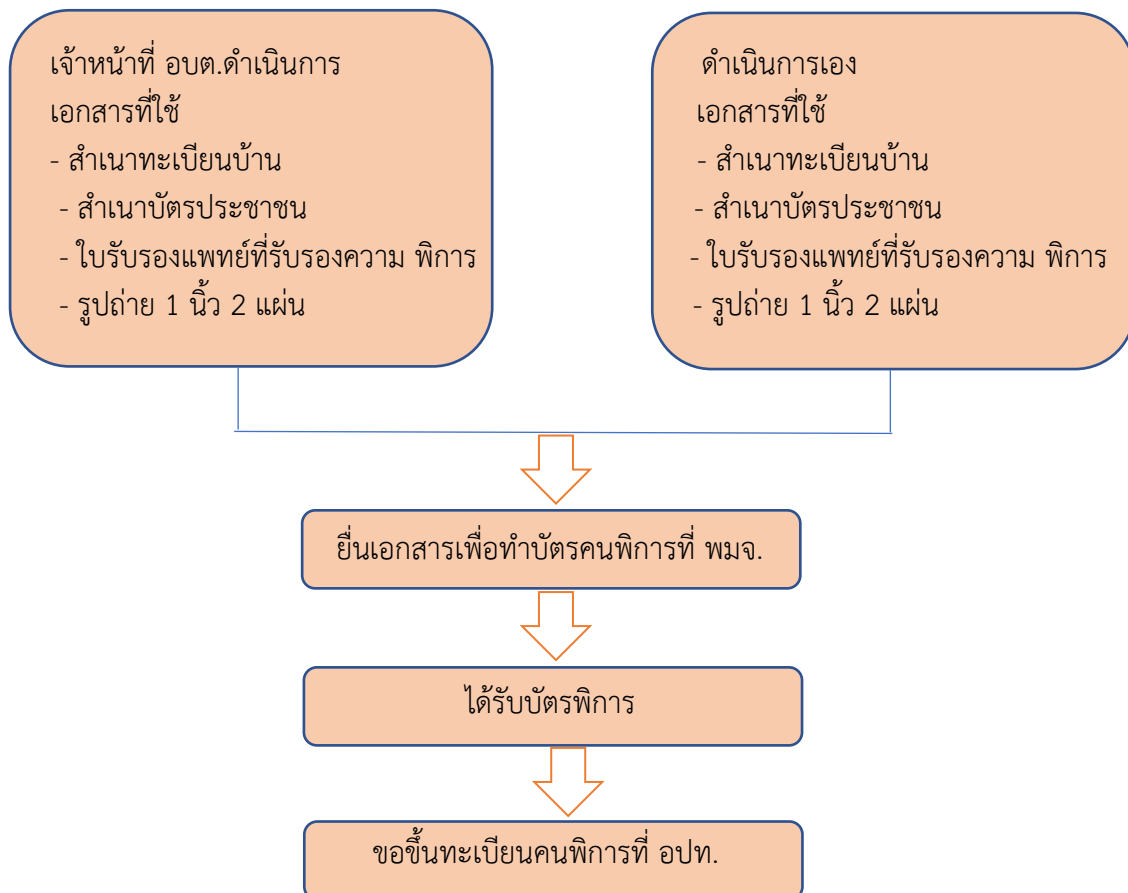 เจ้าหน้าที่ อบต.ดำเนินการ
เอกสารที่ใช้
- สำเนาทะเบียนบ้าน
- สำเนาบัตรประชาชน
- ใบรับรองแพทย์ที่รับรองความ พิการ
- รูปถ่าย 1 นิ้ว 2 แผ่น
ดำเนินการเอง
เอกสารที่ใช้
- สำเนาทะเบียนบ้าน
- สำเนาบัตรประชาชน
- ใบรับรองแพทย์ที่รับรองความ พิการ
- รูปถ่าย 1 นิ้ว 2 แผ่น
ยื่นเอกสารเพื่อทำบัตรคนพิการที่ พมจ.
ได้รับบัตรพิการ
ขอขึ้นทะเบียนคนพิการที่ อปท.